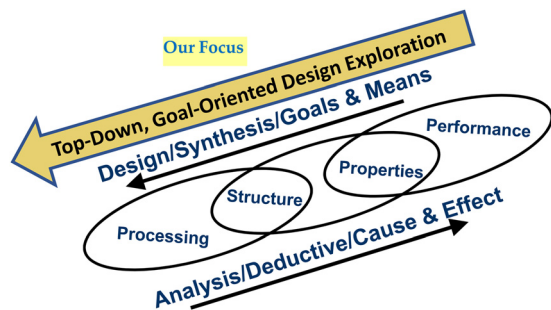 Our Focus
Top-Down, Goal-Oriented Design Exploration
Design/Synthesis/Goals & Means
Performance
Properties
Structure
Processing
Analysis/Deductive/Cause & Effect